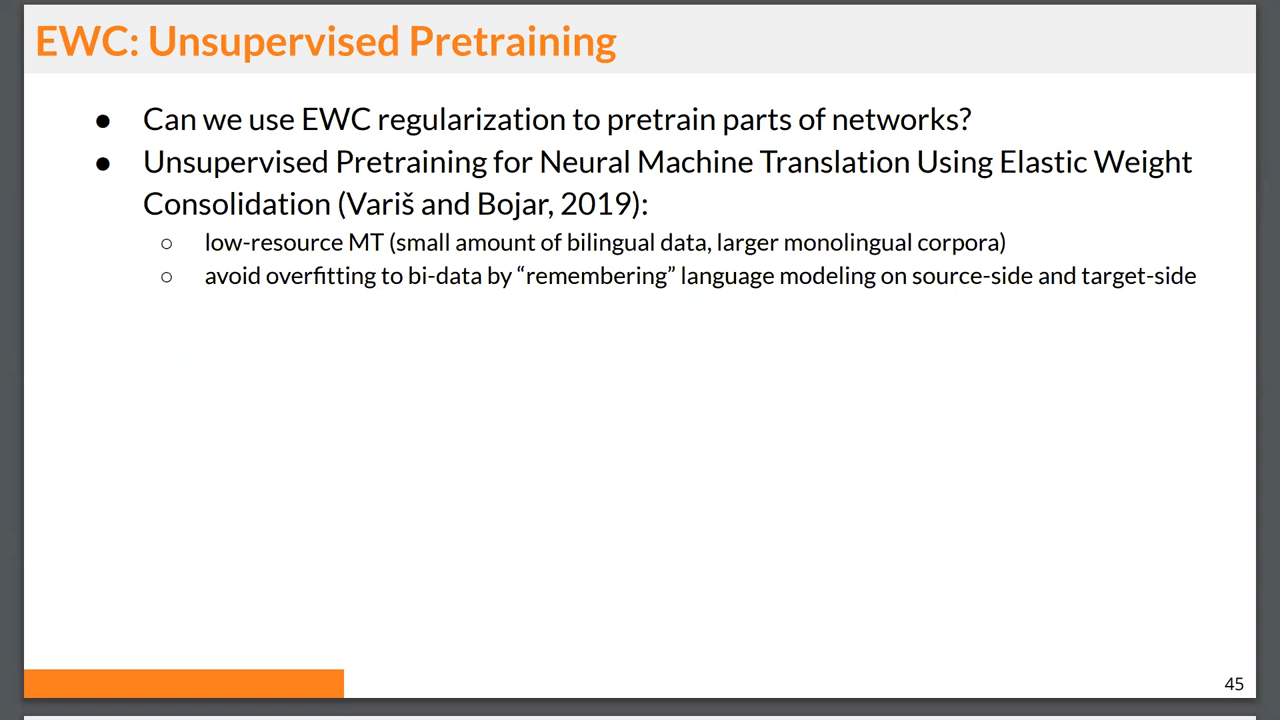 EWC: Unsupervised Pretraining
● Can we use EWC regularization to pretrain parts of networks?
● Unsupervised Pretraining for Neural Machine Translation Using Elastic Weight
Consolidation (Variš and Bojar, 2019):
○ low-resource MT (small amount of bilingual data, larger monolingual corpora)
○ avoid overfitting to bi-data by “remembering” language modeling on source-side and target-side
45